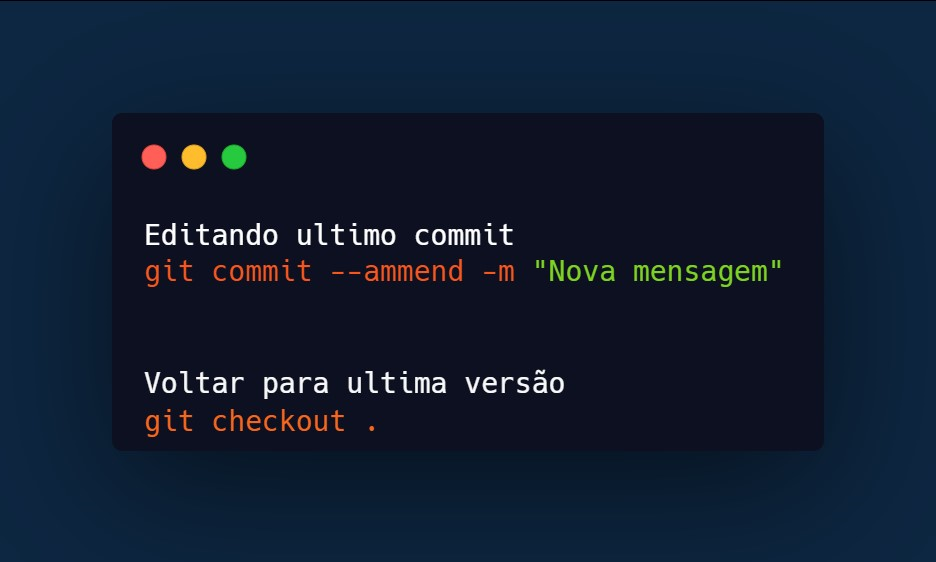 Editando ultimo commit
git commit --ammend -m "Nova mensagem"
Voltar para ultima versão
git checkout .